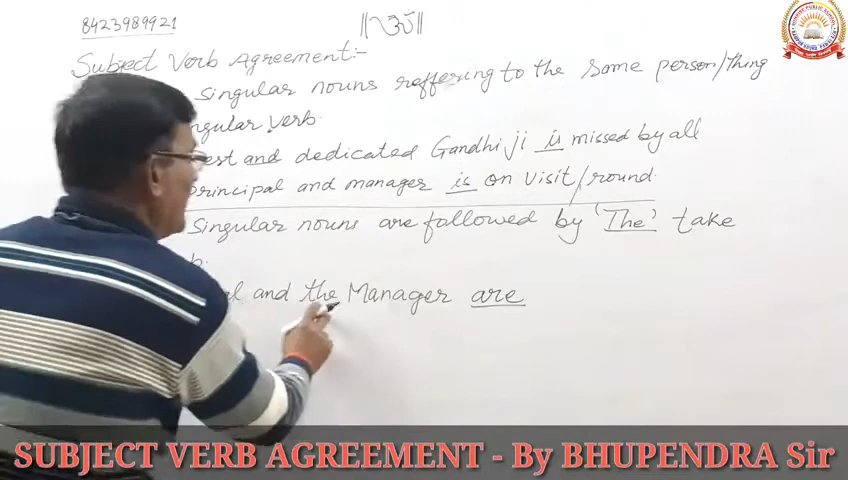 8423989921
||ॐ||
Subject Verb Agreement:-
Singular nouns reffering to the same person/thing
ngular verb.
est and dedicated Gandhi ji is missed by all
principal and manager is on visit/round.
Singular nouns are followed by 'The' take
b.
al and the Manager are
SUBJECT VERB AGREEMENT - By BHUPENDRA Sir